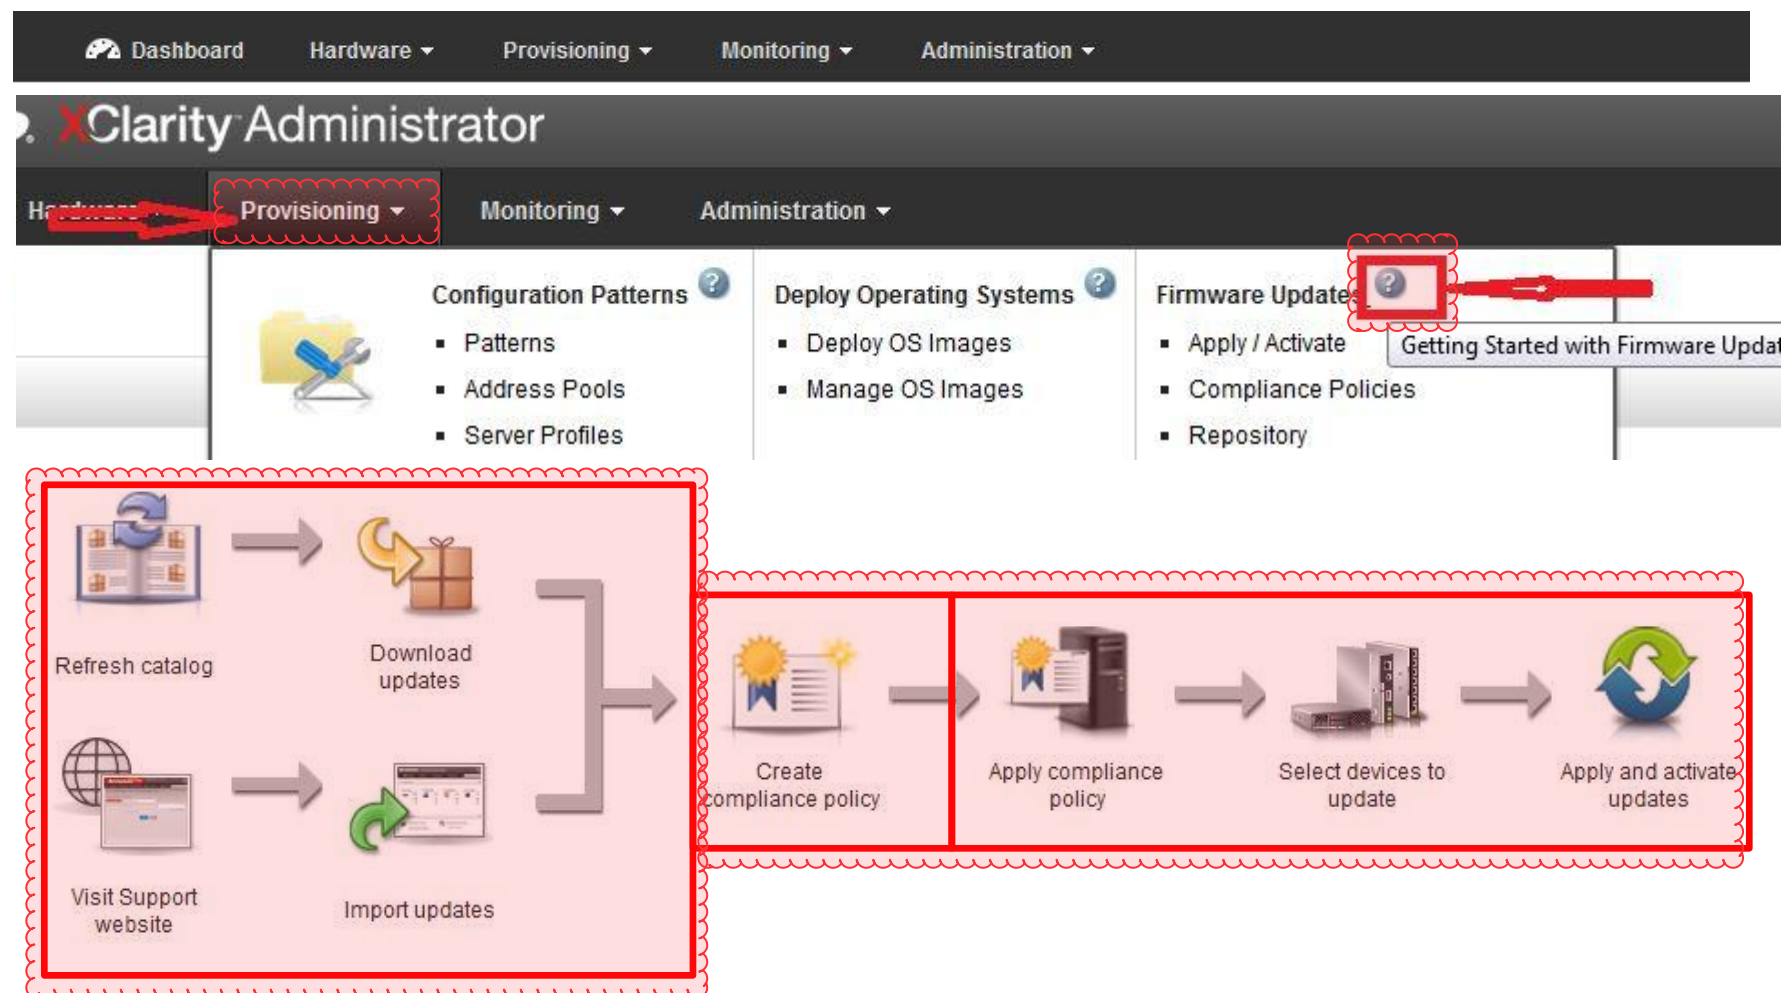 Dashboard Hardware Provisioning Monitoring Administration
XClarity Administrator
Hardware Provisioning Monitoring Administration
Configuration Patterns ? Deploy Operating Systems ? Firmware Updates ?
▪ Patterns ▪ Deploy OS Images ▪ Apply / Activate Getting Started with Firmware Updat
▪ Address Pools ▪ Manage OS Images ▪ Compliance Policies
▪ Server Profiles ▪ Repository
Refresh catalog
Download
updates
Visit Support
website
Import updates
Create
compliance policy
Apply compliance
policy
Select devices to
update
Apply and activate
updates